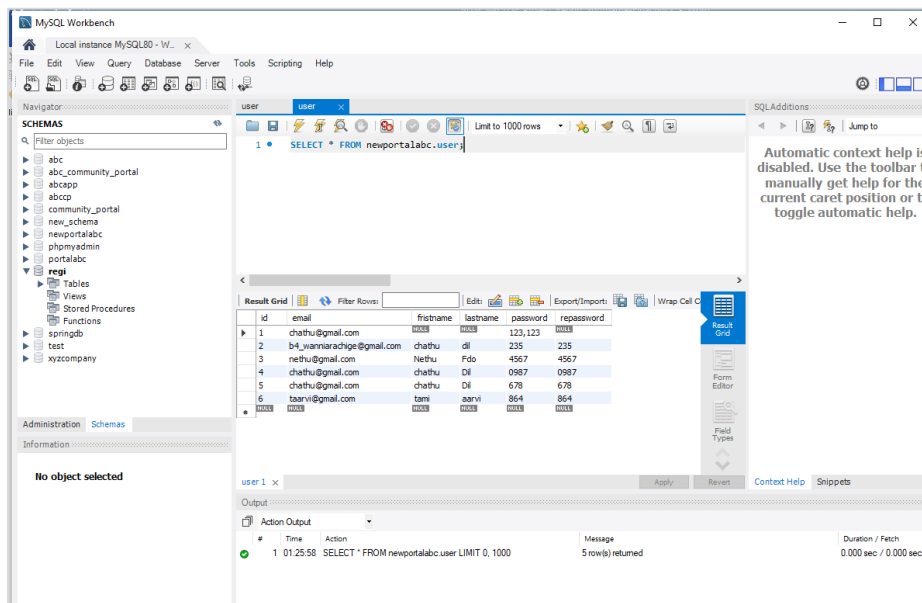 MySQL Workbench
Local instance MySQL80 - W...
File Edit View Query Database Server Tools Scripting Help
Navigator
SCHEMAS
Filter objects
abc
abc_community_portal
abcapp
abccp
community_portal
new_schema
newportalabc
phpmyadmin
portalabc
regi
Tables
Views
Stored Procedures
Functions
springdb
test
xyzcompany
Administration Schemas
Information
No object selected
user user
Limit to 1000 rows
1 SELECT * FROM newportalabc.user;
Result Grid Filter Rows: Edit: Export/Import: Wrap Cell C
id email fristname lastname password repassword
1 chathu@gmail.com NULL NULL 123,123 NULL
2 b4_wanniarachige@gmail.com chathu dil 235 235
3 nethu@gmail.com Nethu Fdo 4567 4567
4 chathu@gmail.com chathu Dil 0987 0987
5 chathu@gmail.com chathu Dil 678 678
6 taarvi@gmail.com tami aarvi 864 864
NULL NULL NULL NULL NULL NULL
Result Grid
Form Editor
Field Types
user 1 Apply Revert
SQLAdditions
Jump to
Automatic context help is
disabled. Use the toolbar t
manually get help for the
current caret position or t
toggle automatic help.
Context Help Snippets
Output
Action Output
# Time Action Message Duration / Fetch
1 01:25:58 SELECT * FROM newportalabc.user LIMIT 0, 1000 5 row(s) returned 0.000 sec / 0.000 sec